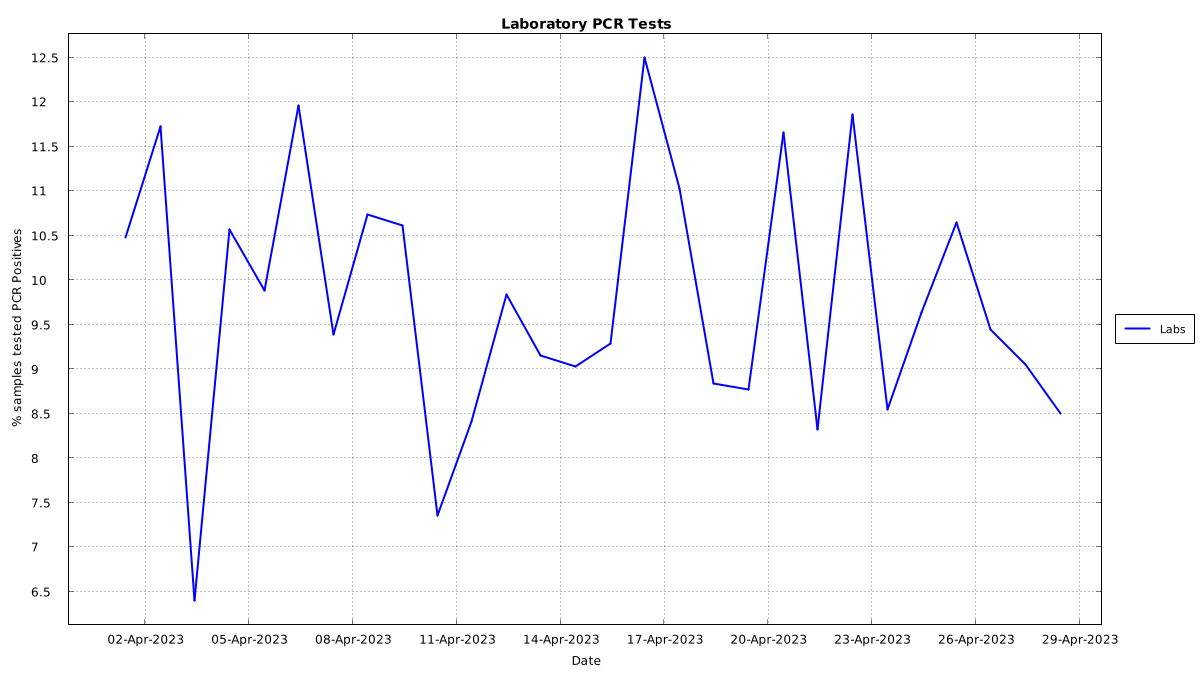 Laboratory PCR Tests
% samples tested PCR Positives
12.5
12
11.5
11
10.5
10
9.5
9
8.5
8
7.5
7
6.5
02-Apr-2023 05-Apr-2023 08-Apr-2023 11-Apr-2023 14-Apr-2023 17-Apr-2023 20-Apr-2023 23-Apr-2023 26-Apr-2023 29-Apr-2023
Date
Labs